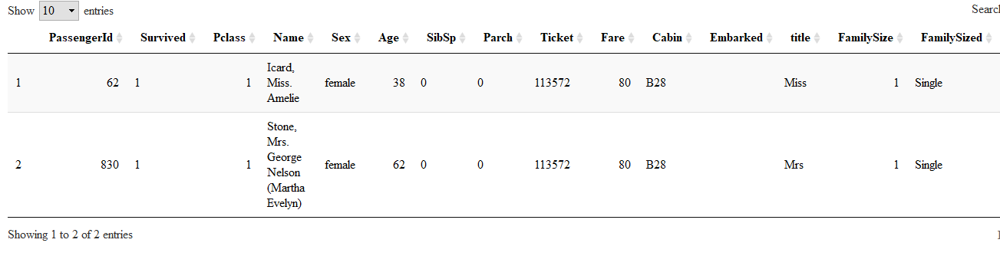 Show 10 entries
Search
PassengerId Survived Pclass Name Sex Age SibSp Parch Ticket Fare Cabin Embarked title FamilySize FamilySized
1 62 1 1 Icard, Miss. Amelie female 38 0 0 113572 80 B28 Miss 1 Single
2 830 1 1 Stone, Mrs. George Nelson (Martha Evelyn) female 62 0 0 113572 80 B28 Mrs 1 Single
Showing 1 to 2 of 2 entries